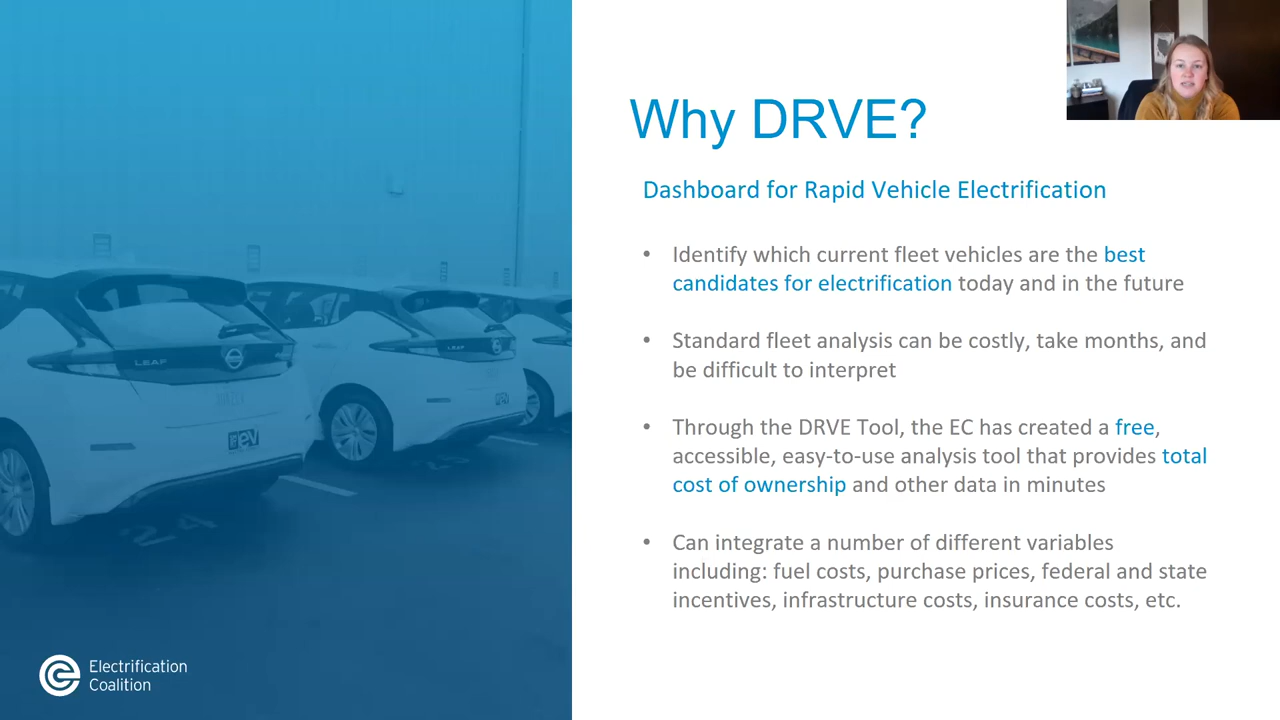 Why DRVE?
Dashboard for Rapid Vehicle Electrification
• Identify which current fleet vehicles are the best
candidates for electrification today and in the future
• Standard fleet analysis can be costly, take months, and
be difficult to interpret
• Through the DRVE Tool, the EC has created a free,
accessible, easy-to-use analysis tool that provides total
cost of ownership and other data in minutes
• Can integrate a number of different variables
including: fuel costs, purchase prices, federal and state
incentives, infrastructure costs, insurance costs, etc.
LEAF
LEAF
ev
24
Electrification
Coalition